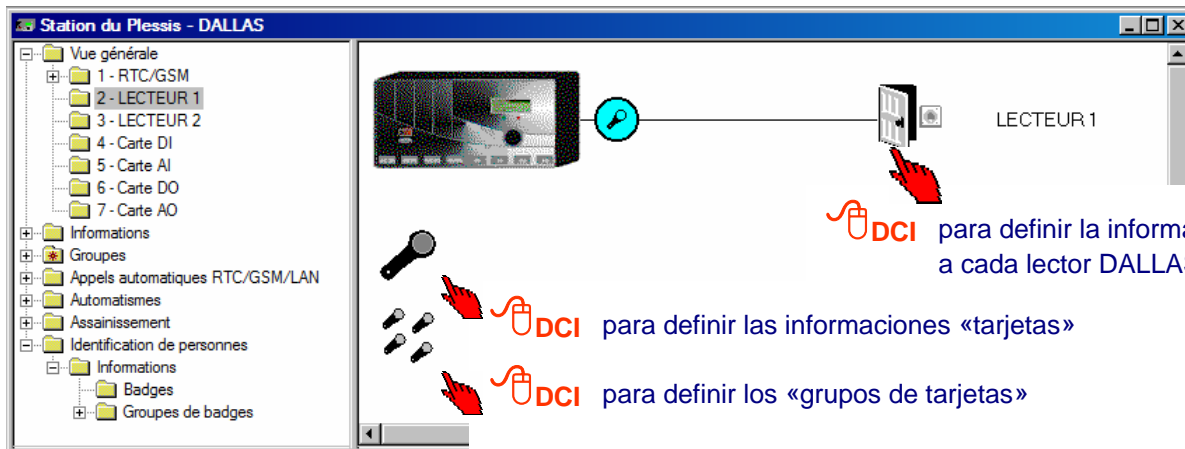 Station du Plessis - DALLAS
Vue générale
1 - RTC/GSM
2 - LECTEUR 1
3 - LECTEUR 2
4 - Carte DI
5 - Carte AI
6 - Carte DO
7 - Carte AO
Informations
Groupes
Appels automatiques RTC/GSM/LAN
Automatismes
Assainissement
Identification de personnes
Informations
Badges
Groupes de badges
LECTEUR 1
DCI para definir la informa
a cada lector DALLA
DCI para definir las informaciones «tarjetas»
DCI para definir los «grupos de tarjetas»